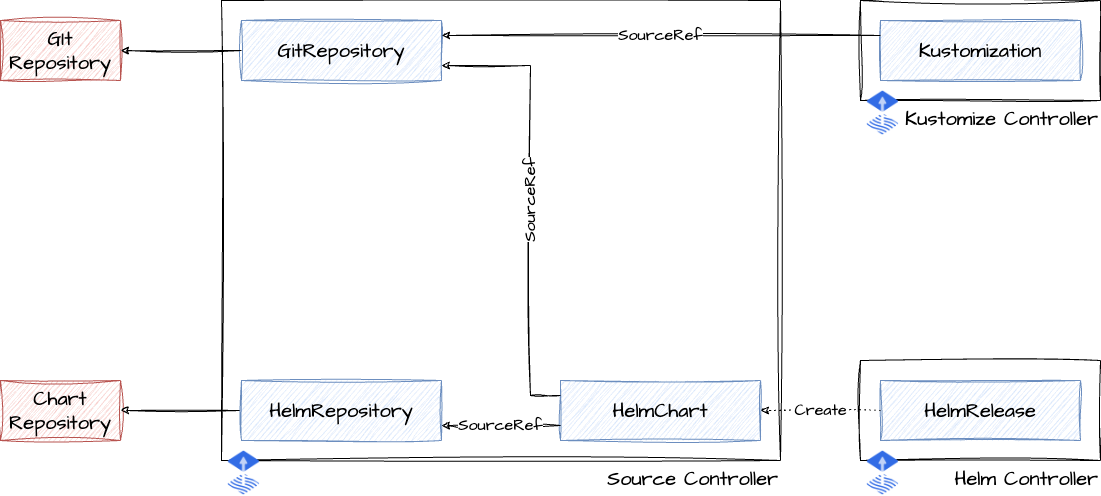 Git
Repository
GitRepository
SourceRef
Kustomization
Kustomize Controller
SourceRef
Chart
Repository
HelmRepository
SourceRef
HelmChart
Create
HelmRelease
Source Controller
Helm Controller